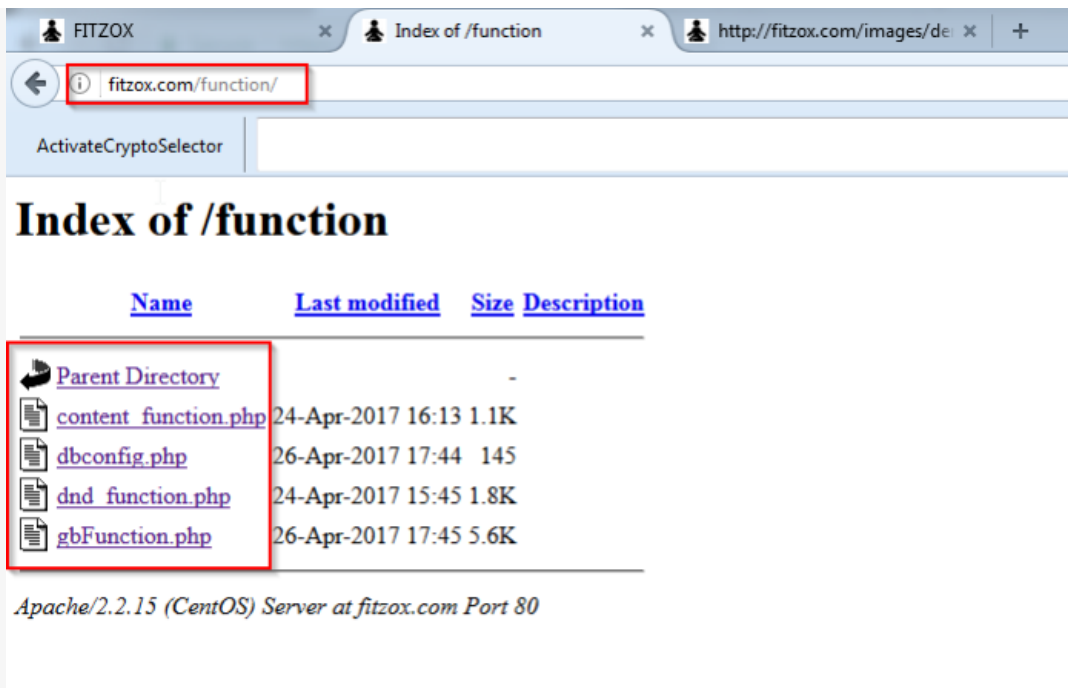 FITZOX
Index of /function
http://fitzox.com/images/de
fitzox.com/function/
ActivateCryptoSelector
Index of /function
Name Last modified Size Description
Parent Directory -
content_function.php 24-Apr-2017 16:13 1.1K
dbconfig.php 26-Apr-2017 17:44 145
dnd_function.php 24-Apr-2017 15:45 1.8K
gbFunction.php 26-Apr-2017 17:45 5.6K
Apache/2.2.15 (CentOS) Server at fitzox.com Port 80